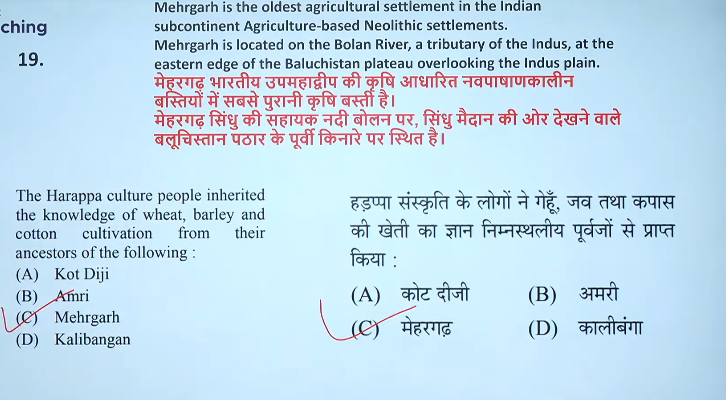 ching
19.
Mehrgarh is the oldest agricultural settlement in the Indian
subcontinent Agriculture-based Neolithic settlements.
Mehrgarh is located on the Bolan River, a tributary of the Indus, at the
eastern edge of the Baluchistan plateau overlooking the Indus plain.
मेहरगढ़ भारतीय उपमहाद्वीप की कृषि आधारित नवपाषाणकालीन
बस्तियों में सबसे पुरानी कृषि बस्ती है।
मेहरगढ़ सिंधु की सहायक नदी बोलन पर, सिंधु मैदान की ओर देखने वाले
बलूचिस्तान पठार के पूर्वी किनारे पर स्थित है।
The Harappa culture people inherited
the knowledge of wheat, barley and
cotton cultivation from their
ancestors of the following :
(A) Kot Diji
(B) Amri
(C) Mehrgarh
(D) Kalibangan
हड़प्पा संस्कृति के लोगों ने गेहूँ, जव तथा कपास
की खेती का ज्ञान निम्नस्थलीय पूर्वजों से प्राप्त
किया :
(A) कोट दीजी (B) अमरी
(C) मेहरगढ़ (D) कालीबंगा